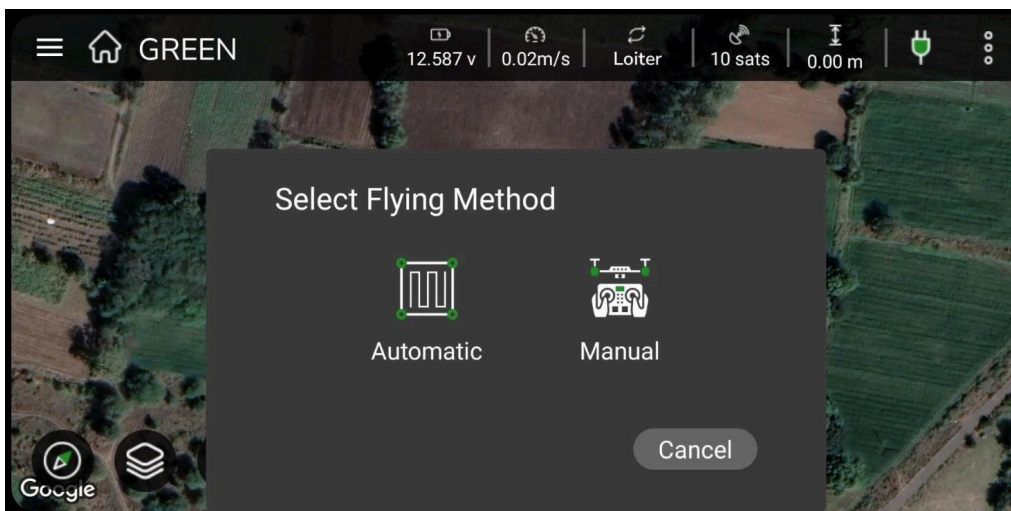 GREEN
12.587 v
0.02m/s
Loiter
10 sats
0.00 m
Select Flying Method
Automatic
Manual
Cancel
Google